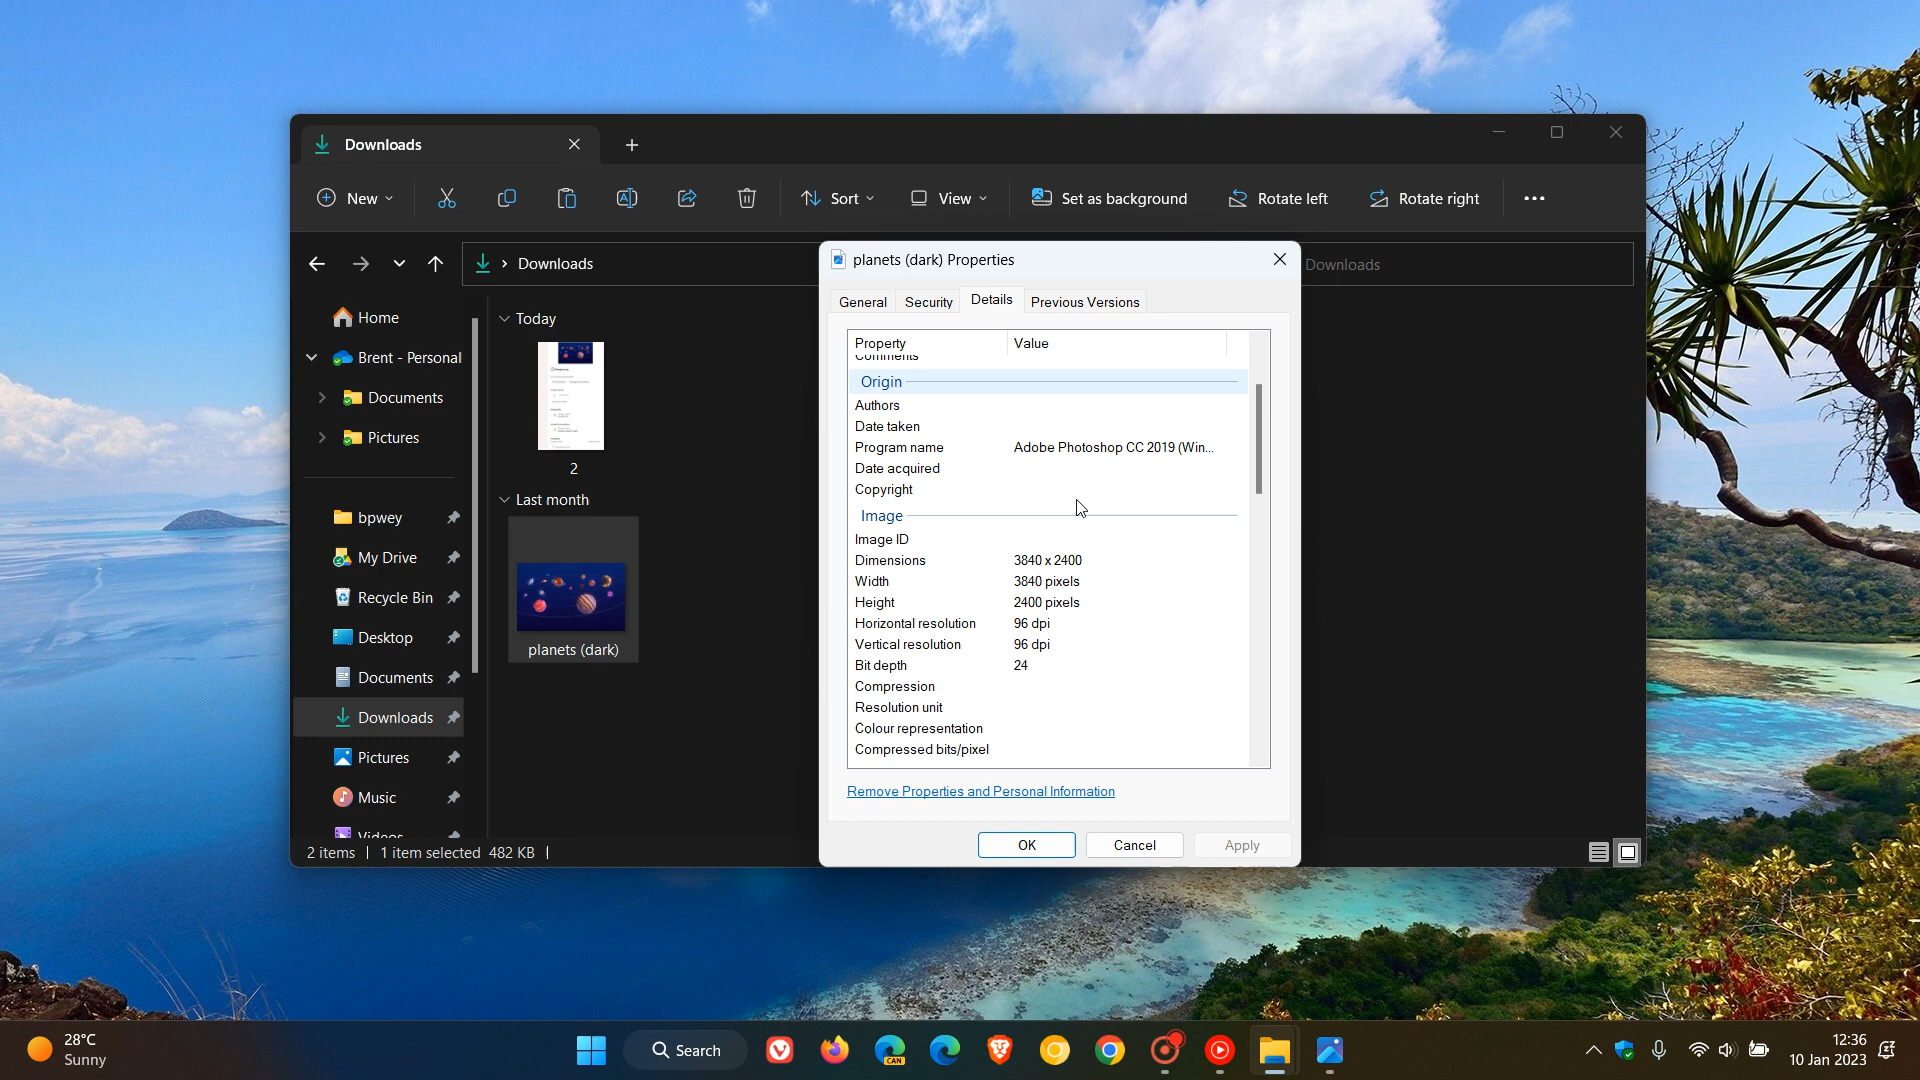 Downloads
New
Sort
View
Set as background
Rotate left
Rotate right
Downloads
Downloads
Home
Brent - Personal
Documents
Pictures
bpwey
My Drive
Recycle Bin
Desktop
Documents
Downloads
Pictures
Music
Videos
Today
2
Last month
planets (dark)
2 items
1 item selected 482 KB
planets (dark) Properties
General
Security
Details
Previous Versions
Property Value
Comments
Origin
Authors
Date taken
Program name Adobe Photoshop CC 2019 (Win...
Date acquired
Copyright
Image
Image ID
Dimensions 3840 x 2400
Width 3840 pixels
Height 2400 pixels
Horizontal resolution 96 dpi
Vertical resolution 96 dpi
Bit depth 24
Compression
Resolution unit
Colour representation
Compressed bits/pixel
Remove Properties and Personal Information
OK
Cancel
Apply
28°C
Sunny
Search
CAN
12:36
10 Jan 2023